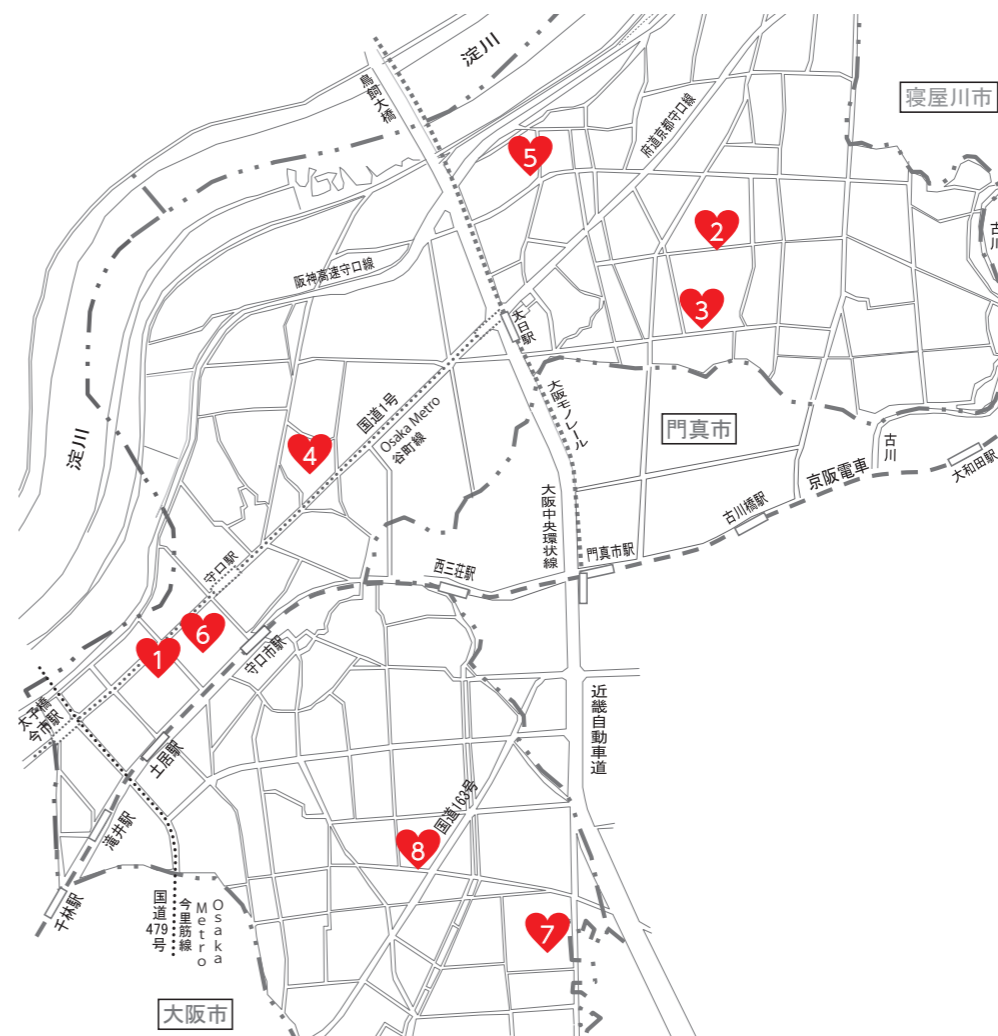 淀川
鳥飼大橋
寝屋川市
府道京都守口線
5
2
古川
阪神高速守口線
3
大日駅
国道1号
Osaka Metro
谷町線
大阪モノレール
門真市
淀川
4
古川
京阪電車
大和田駅
大阪中央環状線
古川橋駅
門真市駅
西三荘駅
守口駅
6
1
守口市駅
太子橋
今市駅
土居駅
近畿自動車道
滝井駅
国道163号
8
千林駅
国道
479号
Osaka
Metro
今里筋線
7
大阪市